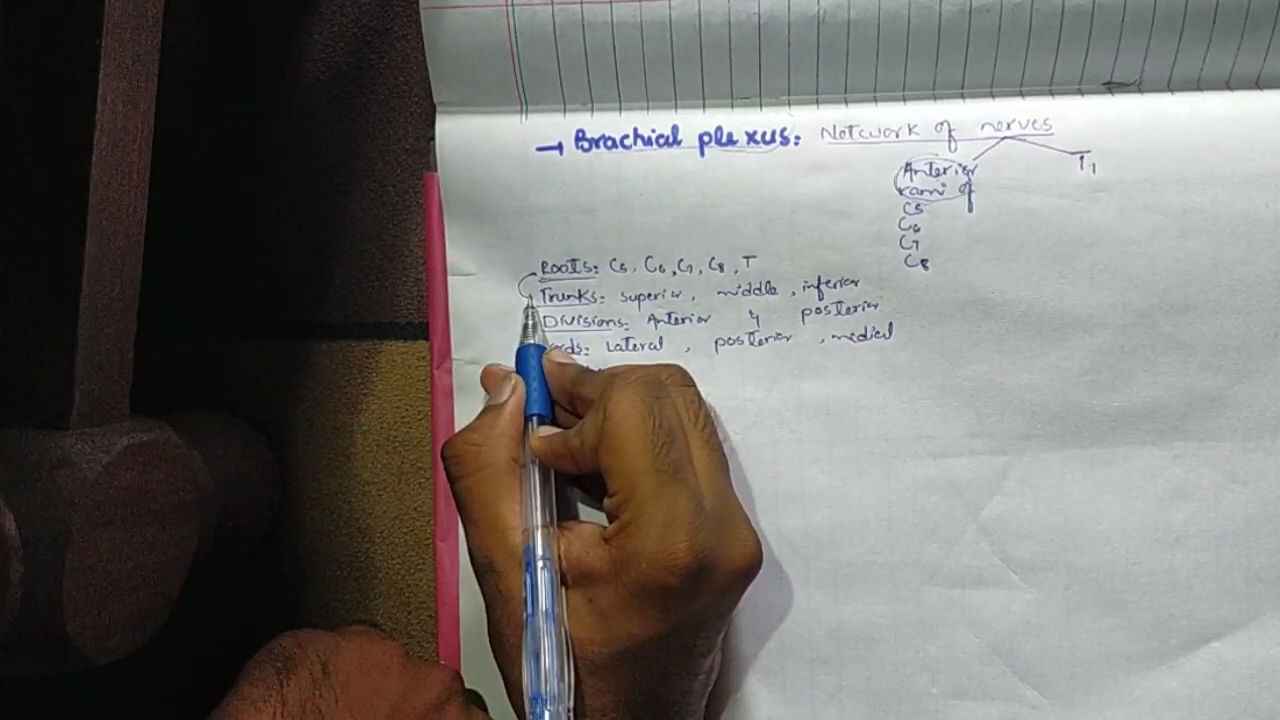 → Brachial plexus: Network of nerves
Anterior
rami of
C5
C6
C7
C8
T1
Roots: C5, C6, C7, C8, T
Trunks: superior, middle, inferior
Divisions: Anterior & posterior
ords: Lateral, posterior, medial